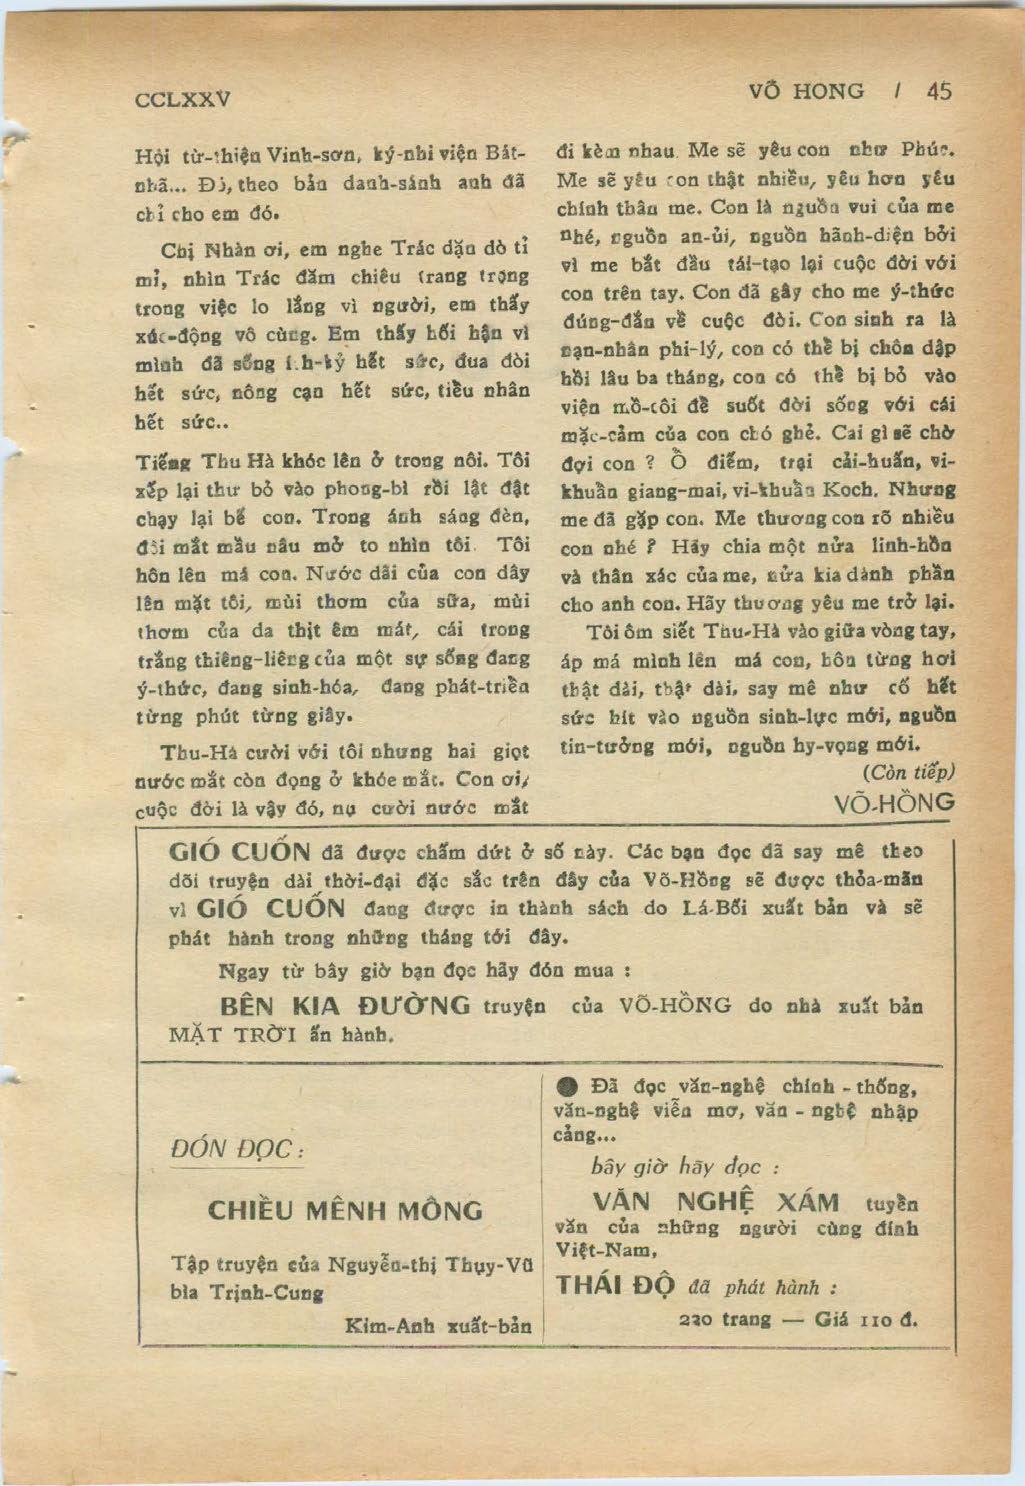 CCLXXV
VÕ HONG / 45
Hội từ-thiện Vinh-sơn, ký-nhi viện Bát-
nhã... Đó, theo bản danh-sánh anh đã
chỉ cho em đó.
Chị Nhàn ơi, em nghe Trác dặn dò tỉ
mỉ, nhìn Trác đăm chiêu trang trọng
trong việc lo lắng vì người, em thấy
xúc-động vô cùng. Em thấy hối hận vì
mình đã sống ích-kỷ hết sức, đua đòi
hết sức, nông cạn hết sức, tiểu nhân
hết sức..
Tiếng Thu Hà khóc lên ở trong nôi. Tôi
xếp lại thư bỏ vào phong-bì rồi lật đật
chạy lại bế con. Trong ánh sáng đèn,
đôi mắt mầu nâu mở to nhìn tôi. Tôi
hôn lên má con. Nước dãi của con dây
lên mặt tôi, mùi thơm của sữa, mùi
thơm của da thịt êm mát, cái trong
trắng thiêng-liêng của một sự sống đang
ý-thức, đang sinh-hóa, đang phát-triển
từng phút từng giây.
Thu-Hà cười với tôi nhưng hai giọt
nước mắt còn đọng ở khóe mắt. Con ơi,
cuộc đời là vậy đó, nụ cười nước mắt
đi kèm nhau. Me sẽ yêu con như Phúc.
Me sẽ yêu con thật nhiều, yêu hơn yêu
chính thân me. Con là nguồn vui của me
nhé, nguồn an-ủi, nguồn hãnh-diện bởi
vì me bắt đầu tái-tạo lại cuộc đời với
con trên tay. Con đã gây cho me ý-thức
đúng-đắn về cuộc đời. Con sinh ra là
nạn-nhân phi-lý, con có thể bị chôn dập
hồi lâu ba tháng, con có thể bị bỏ vào
viện mồ-côi để suốt đời sống với cái
mặc-cảm của con chó ghẻ. Cai gì sẽ chờ
đợi con ? Ổ điếm, trại cải-huấn, vi-
khuẩn giang-mai, vi-khuẩn Koch. Nhưng
me đã gặp con. Me thương con rõ nhiều
con nhé ? Hãy chia một nửa linh-hồn
và thân xác của me, nửa kia dành phần
cho anh con. Hãy thương yêu me trở lại.
Tôi ôm siết Thu-Hà vào giữa vòng tay,
áp má mình lên má con, hôn từng hơi
thật dài, thật dài, say mê như cố hết
sức hít vào nguồn sinh-lực mới, nguồn
tin-tưởng mới, nguồn hy-vọng mới.
(Còn tiếp)
VÕ-HỒNG
GIÓ CUỐN đã được chấm dứt ở số này. Các bạn đọc đã say mê theo
dõi truyện dài thời-đại đặc sắc trên đây của Võ-Hồng sẽ được thỏa-mãn
vì GIÓ CUỐN đang được in thành sách do Lá-Bối xuất bản và sẽ
phát hành trong những tháng tới đây.
Ngay từ bây giờ bạn đọc hãy đón mua :
BÊN KIA ĐƯỜNG truyện của VÕ-HỒNG do nhà xuất bản
MẶT TRỜI ấn hành.
ĐÓN ĐỌC :
CHIỀU MÊNH MÔNG
Tập truyện của Nguyễn-thị Thụy-Vũ
bìa Trịnh-Cung
Kim-Anh xuất-bản
● Đã đọc văn-nghệ chính - thống,
văn-nghệ viễn mơ, văn - nghệ nhập
cảng...
bây giờ hãy đọc :
VĂN NGHỆ XÁM tuyển
văn của những người cùng đinh
Việt-Nam,
THÁI ĐỘ đã phát hành :
220 trang — Giá 110 đ.